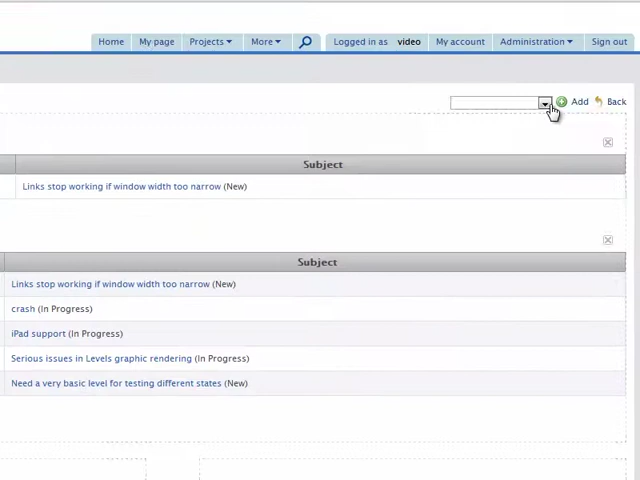 Home My page Projects More Logged in as video My account Administration Sign out
Add Back
Subject
Links stop working if window width too narrow (New)
Subject
Links stop working if window width too narrow (New)
crash (In Progress)
iPad support (In Progress)
Serious issues in Levels graphic rendering (In Progress)
Need a very basic level for testing different states (New)